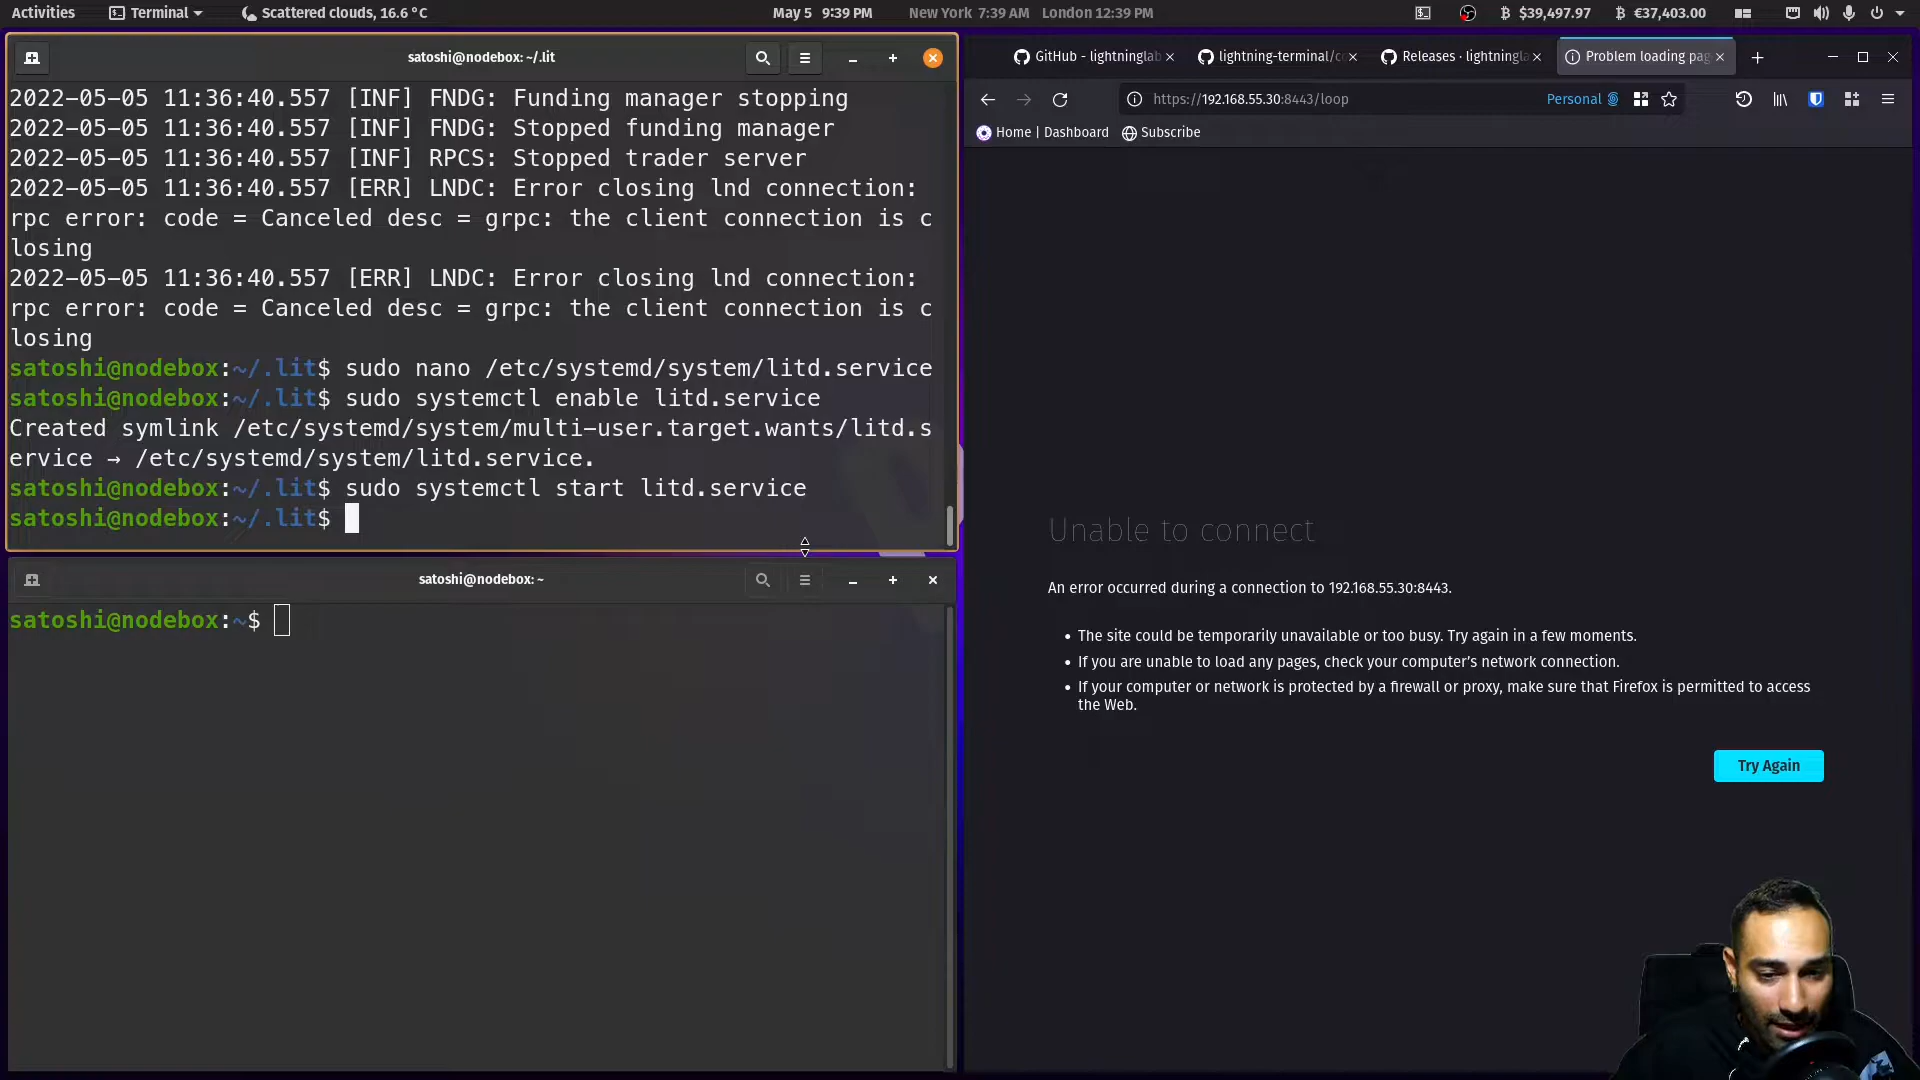 Activities Terminal Scattered clouds, 16.6 °C May 5 9:39 PM New York 7:39 AM London 12:39 PM $39,497.97 €37,403.00
satoshi@nodebox: ~/.lit
2022-05-05 11:36:40.557 [INF] FNDG: Funding manager stopping
2022-05-05 11:36:40.557 [INF] FNDG: Stopped funding manager
2022-05-05 11:36:40.557 [INF] RPCS: Stopped trader server
2022-05-05 11:36:40.557 [ERR] LNDC: Error closing lnd connection:
rpc error: code = Canceled desc = grpc: the client connection is c
losing
2022-05-05 11:36:40.557 [ERR] LNDC: Error closing lnd connection:
rpc error: code = Canceled desc = grpc: the client connection is c
losing
satoshi@nodebox:~/.lit$ sudo nano /etc/systemd/system/litd.service
satoshi@nodebox:~/.lit$ sudo systemctl enable litd.service
Created symlink /etc/systemd/system/multi-user.target.wants/litd.s
ervice → /etc/systemd/system/litd.service.
satoshi@nodebox:~/.lit$ sudo systemctl start litd.service
satoshi@nodebox:~/.lit$
satoshi@nodebox: ~
satoshi@nodebox:~$
GitHub - lightninglab lightning-terminal/co Releases · lightningla Problem loading pag
https://192.168.55.30:8443/loop Personal
Home | Dashboard Subscribe
Unable to connect
An error occurred during a connection to 192.168.55.30:8443.
• The site could be temporarily unavailable or too busy. Try again in a few moments.
• If you are unable to load any pages, check your computer's network connection.
• If your computer or network is protected by a firewall or proxy, make sure that Firefox is permitted to access
the Web.
Try Again